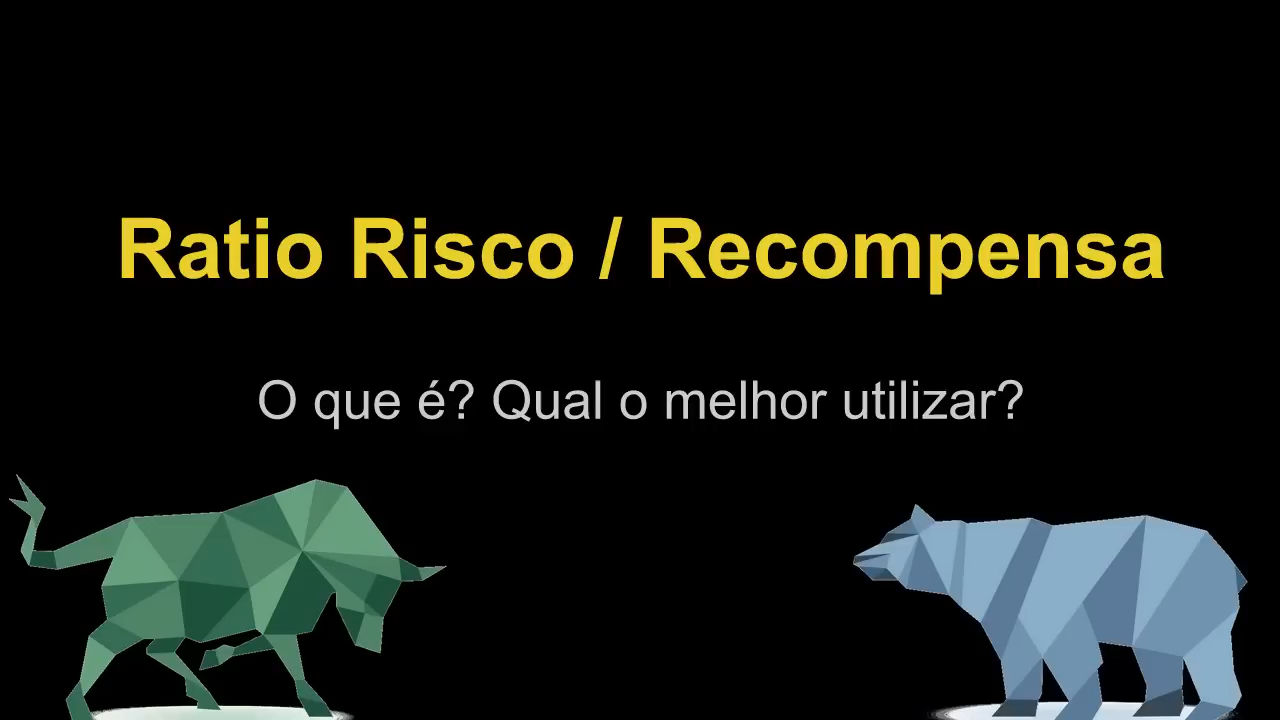 Ratio Risco / Recompensa
O que é? Qual o melhor utilizar?